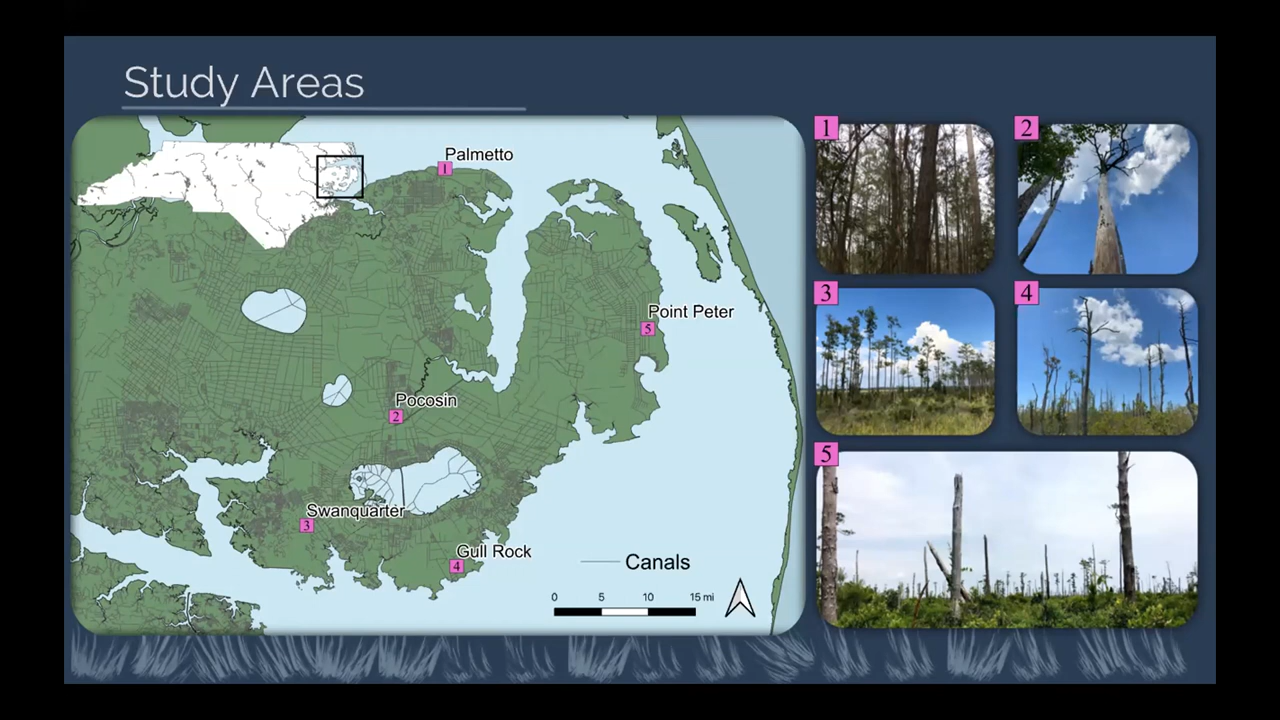 Study Areas
Palmetto
1
Point Peter
5
Pocosin
2
Swanquarter
3
Gull Rock
4
Canals
0 5 10 15 mi
1
2
3
4
5